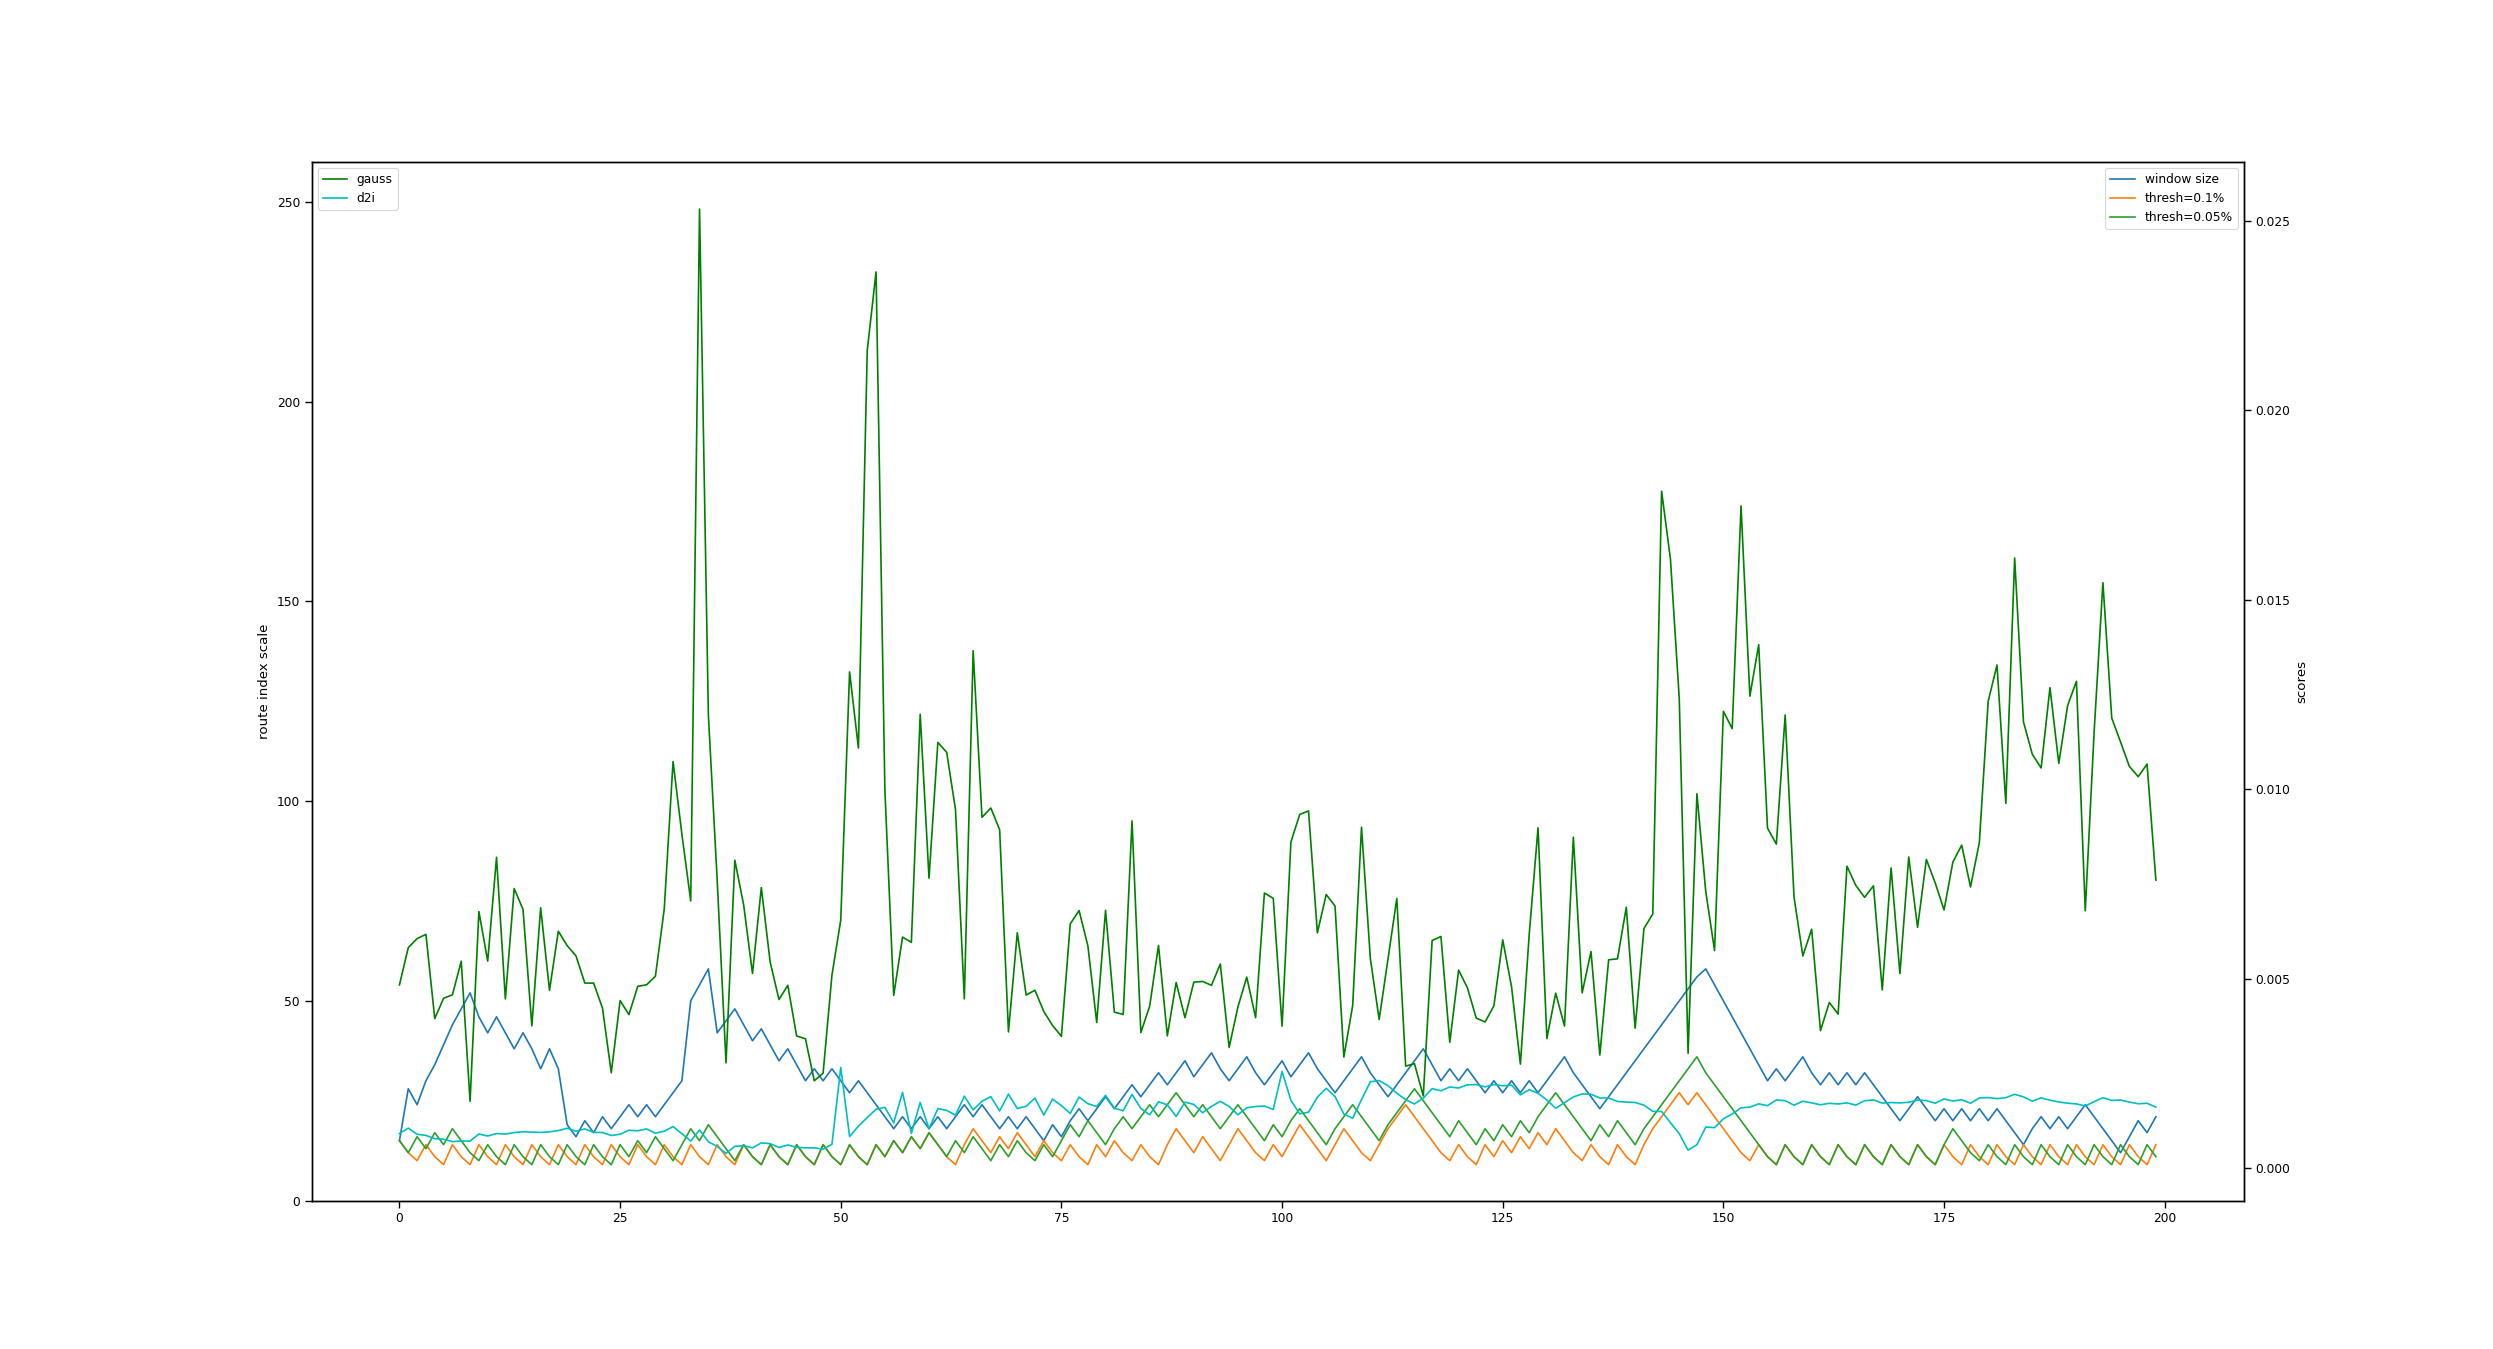 gauss
d2i
window size
thresh=0.1%
thresh=0.05%
250
200
150
100
50
0
route index scale
0.025
0.020
0.015
0.010
0.005
0.000
scores
0 25 50 75 100 125 150 175 200